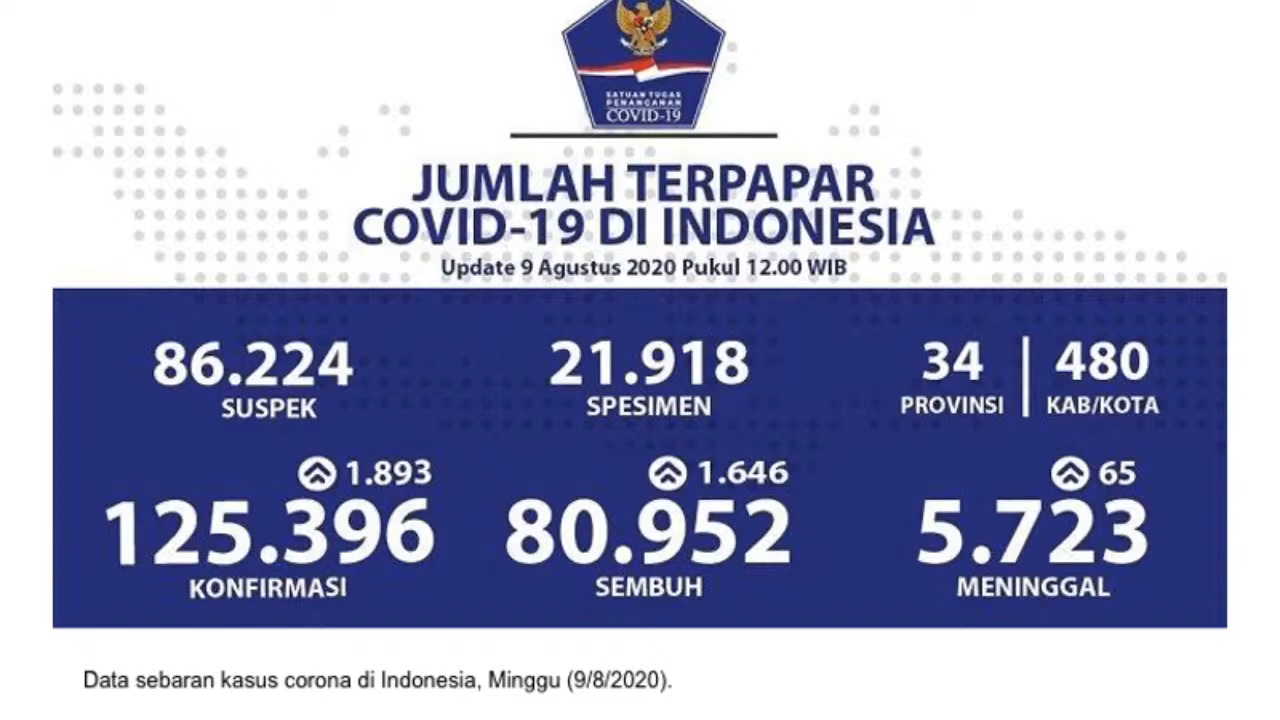 SATUAN TUGAS
PENANGANAN
COVID-19
JUMLAH TERPAPAR
COVID-19 DI INDONESIA
Update 9 Agustus 2020 Pukul 12.00 WIB
86.224
SUSPEK
21.918
SPESIMEN
34
PROVINSI
480
KAB/KOTA
1.893
125.396
KONFIRMASI
1.646
80.952
SEMBUH
65
5.723
MENINGGAL
Data sebaran kasus corona di Indonesia, Minggu (9/8/2020).